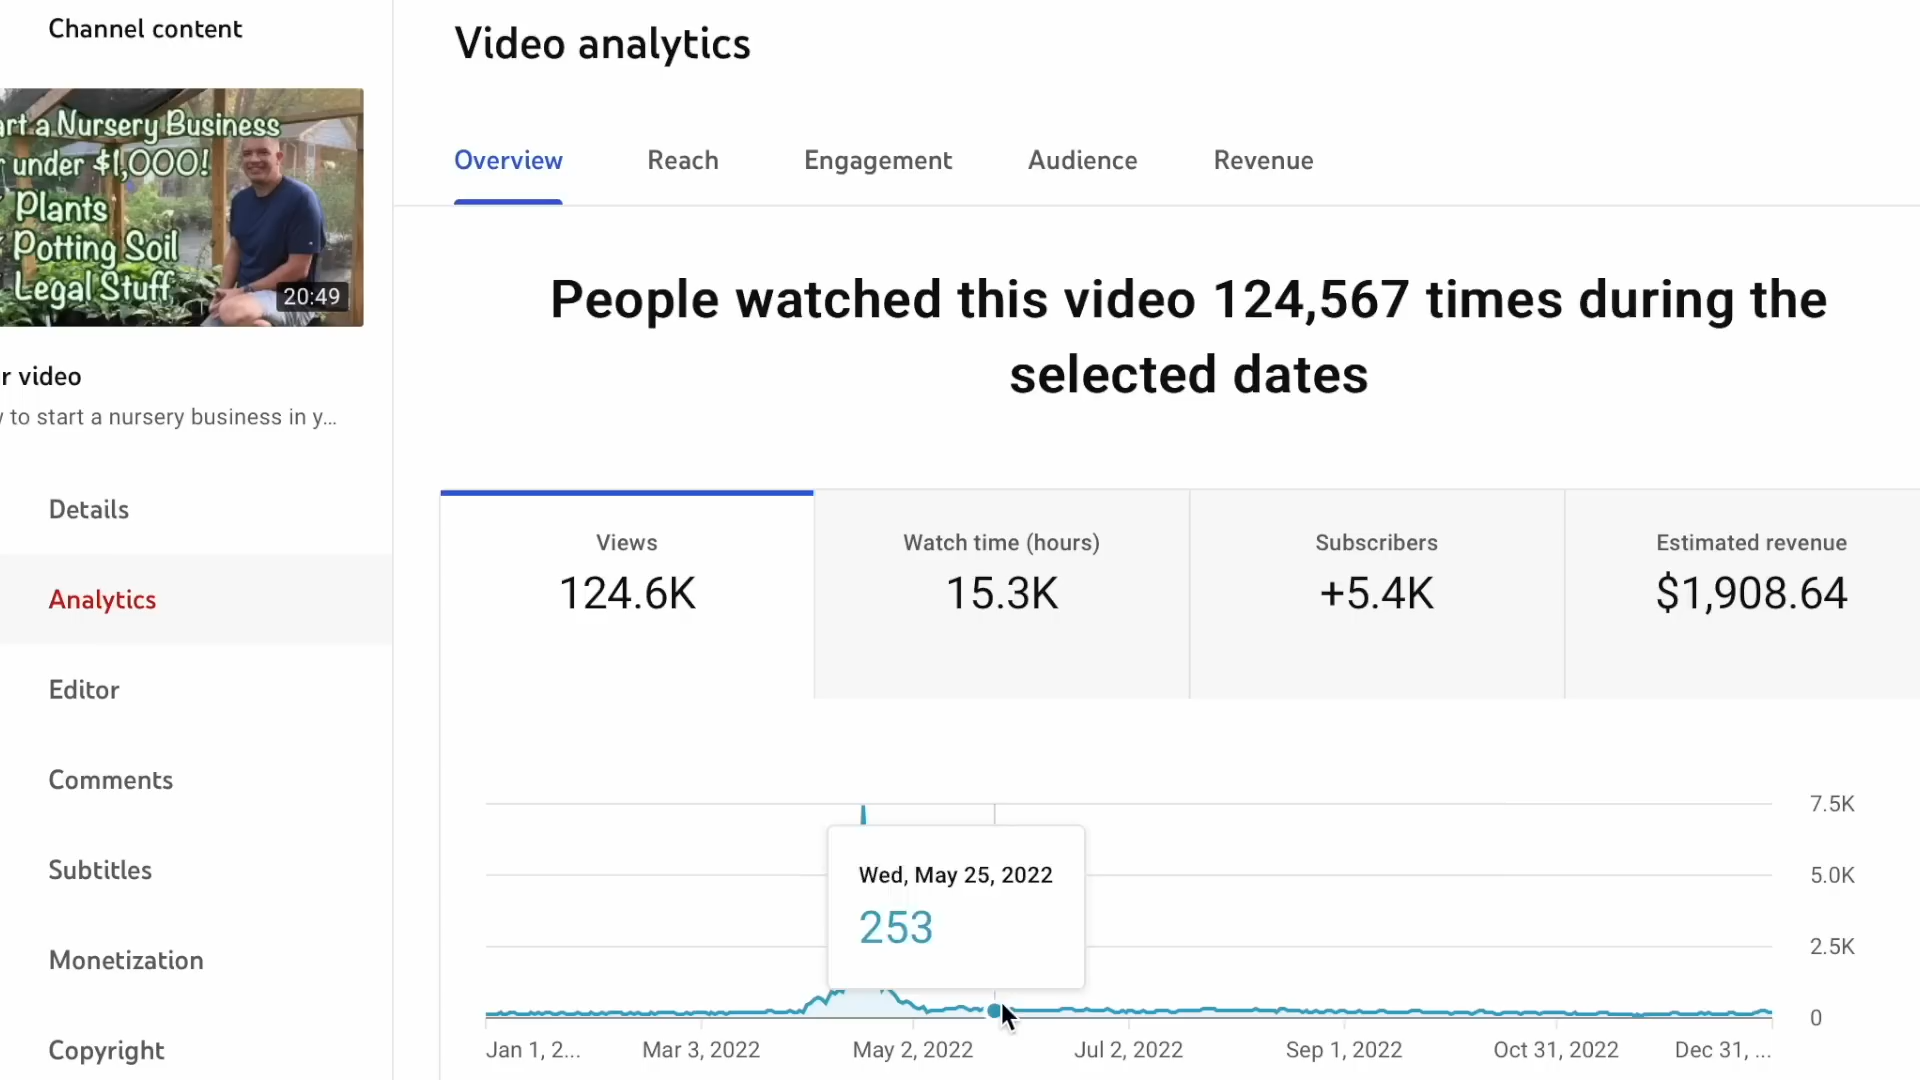 Channel content
art a Nursery Business
under $1,000!
Plants
Potting Soil
Legal Stuff
20:49
r video
to start a nursery business in y...
Details
Analytics
Editor
Comments
Subtitles
Monetization
Copyright
Video analytics
Overview Reach Engagement Audience Revenue
People watched this video 124,567 times during the
selected dates
Views
124.6K
Watch time (hours)
15.3K
Subscribers
+5.4K
Estimated revenue
$1,908.64
7.5K
5.0K
2.5K
0
Wed, May 25, 2022
253
Jan 1, 2... Mar 3, 2022 May 2, 2022 Jul 2, 2022 Sep 1, 2022 Oct 31, 2022 Dec 31, ...